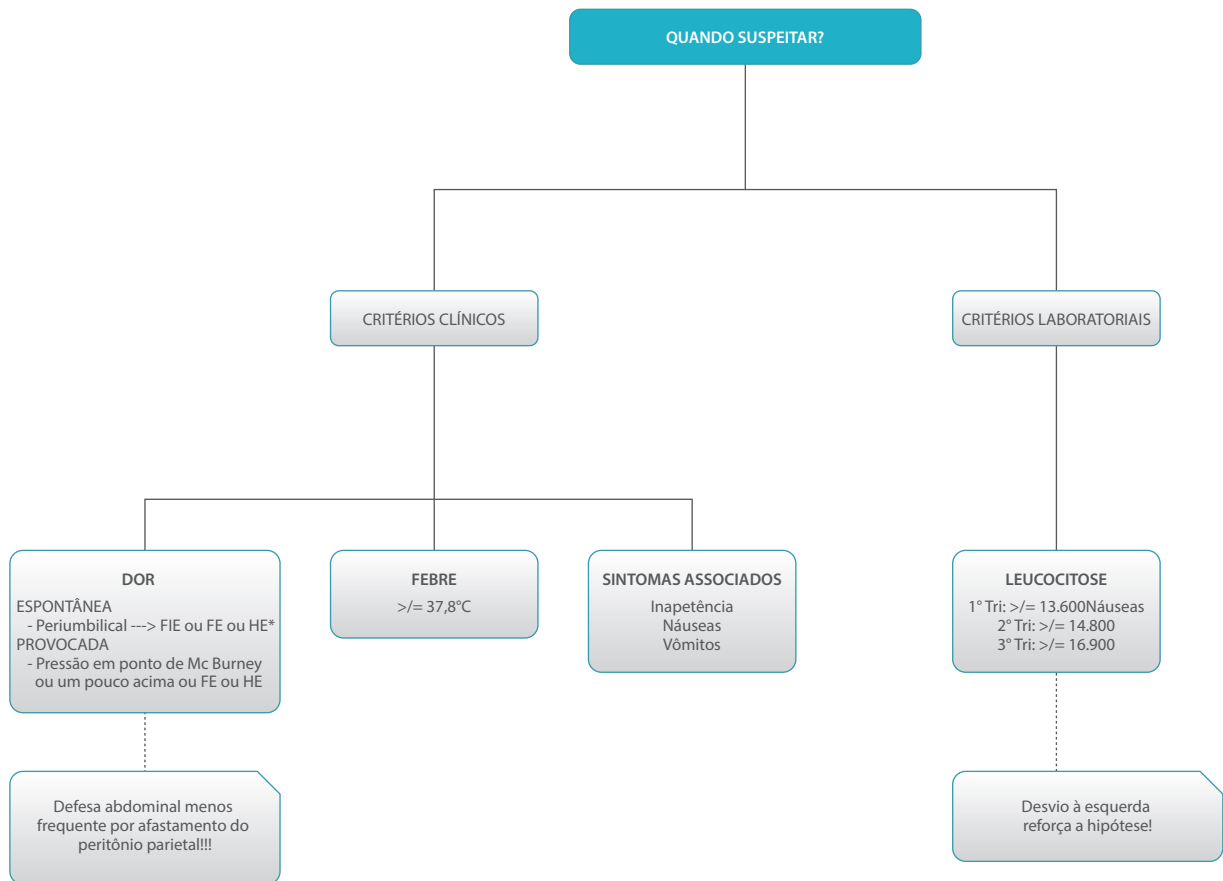 QUANDO SUSPEITAR?
CRITÉRIOS CLÍNICOS
CRITÉRIOS LABORATORIAIS
DOR
ESPONTÂNEA
- Periumbilical ---> FIE ou FE ou HE*
PROVOCADA
- Pressão em ponto de Mc Burney
ou um pouco acima ou FE ou HE
FEBRE
>/= 37,8°C
SINTOMAS ASSOCIADOS
Inapetência
Náuseas
Vômitos
LEUCOCITOSE
1° Tri: >/= 13.600Náuseas
2° Tri: >/= 14.800
3° Tri: >/= 16.900
Defesa abdominal menos
frequente por afastamento do
peritônio parietal!!!
Desvio à esquerda
reforça a hipótese!